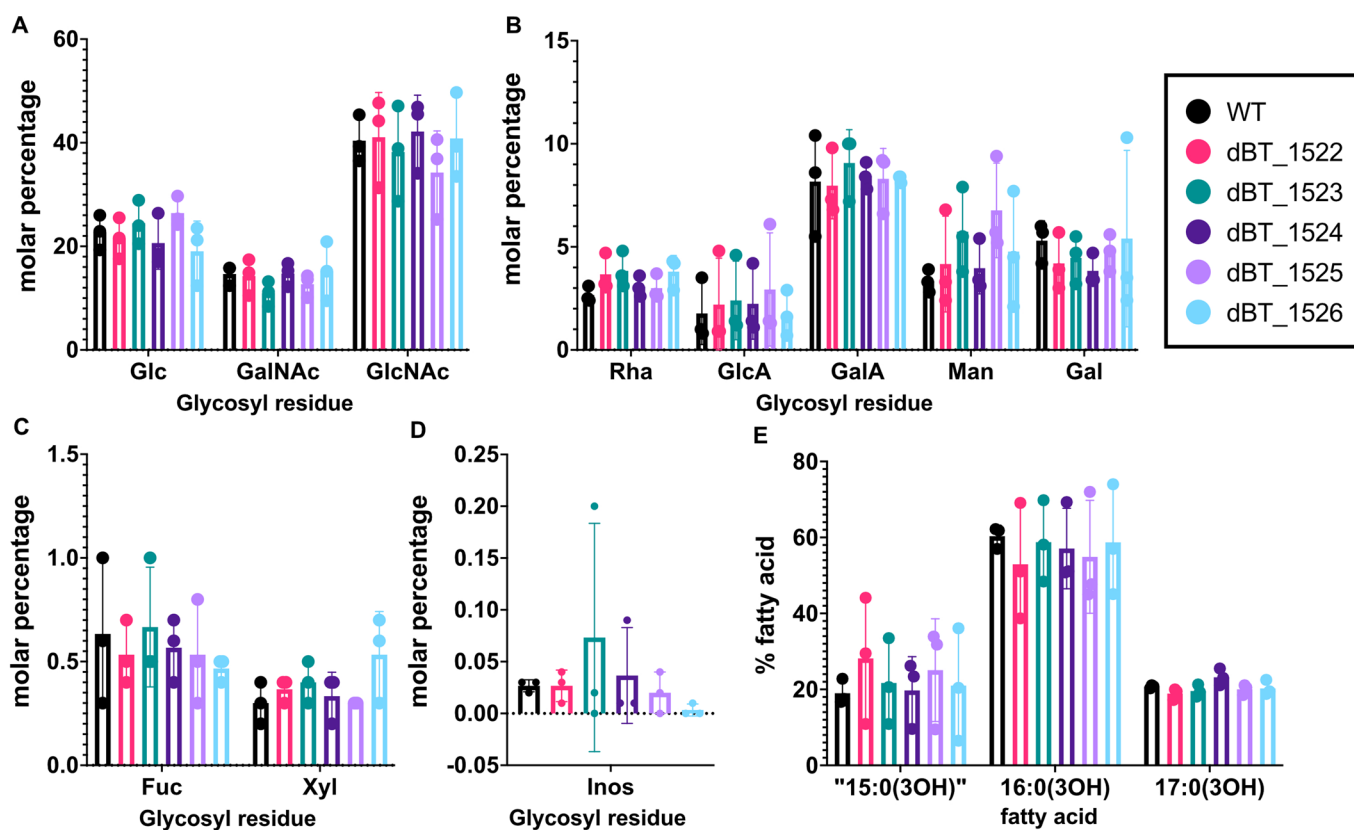 A
molar percentage
60
40
20
0
Glc GalNAc GlcNAc
Glycosyl residue
B
molar percentage
15
10
5
0
Rha GlcA GalA Man Gal
Glycosyl residue
WT
dBT_1522
dBT_1523
dBT_1524
dBT_1525
dBT_1526
C
molar percentage
1.5
1.0
0.5
0.0
Fuc Xyl
Glycosyl residue
D
molar percentage
0.25
0.20
0.15
0.10
0.05
0.00
-0.05
Inos
Glycosyl residue
E
% fatty acid
80
60
40
20
0
"15:0(3OH)" 16:0(3OH) 17:0(3OH)
fatty acid